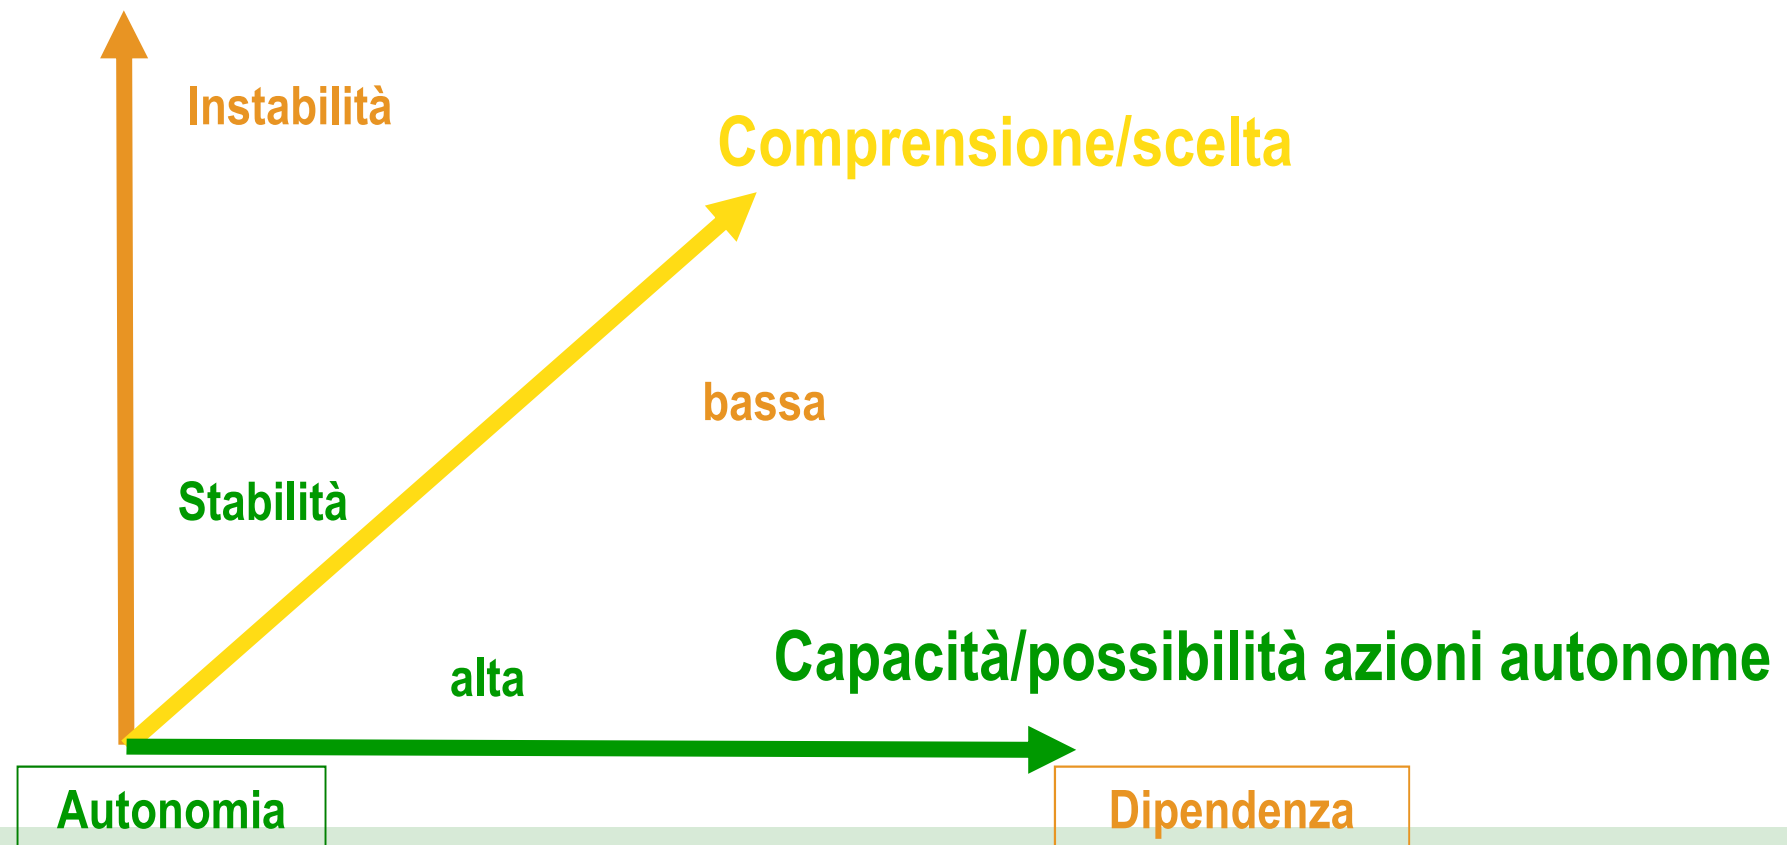 Instabilità
Comprensione/scelta
bassa
Stabilità
Capacità/possibilità azioni autonome
alta
Autonomia
Dipendenza